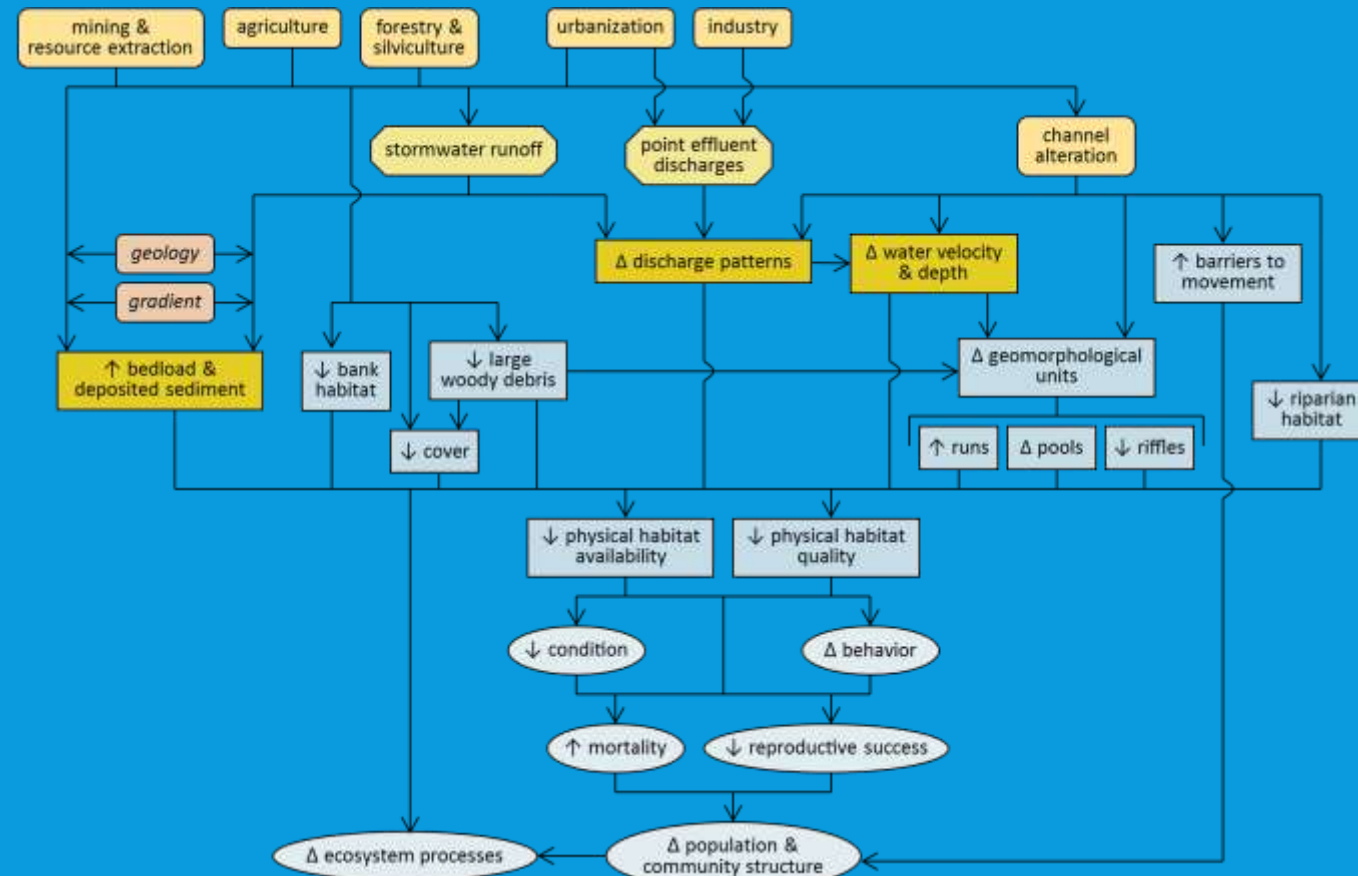 mining &
resource extraction
agriculture
forestry &
silviculture
urbanization
industry
stormwater runoff
point effluent
discharges
channel
alteration
geology
gradient
Δ discharge patterns
Δ water velocity
& depth
↑ barriers to
movement
↑ bedload &
deposited sediment
↓ bank
habitat
↓ large
woody debris
Δ geomorphological
units
↓ riparian
habitat
↓ cover
↑ runs
Δ pools
↓ riffles
↓ physical habitat
availability
↓ physical habitat
quality
↓ condition
Δ behavior
↑ mortality
↓ reproductive success
Δ ecosystem processes
Δ population &
community structure